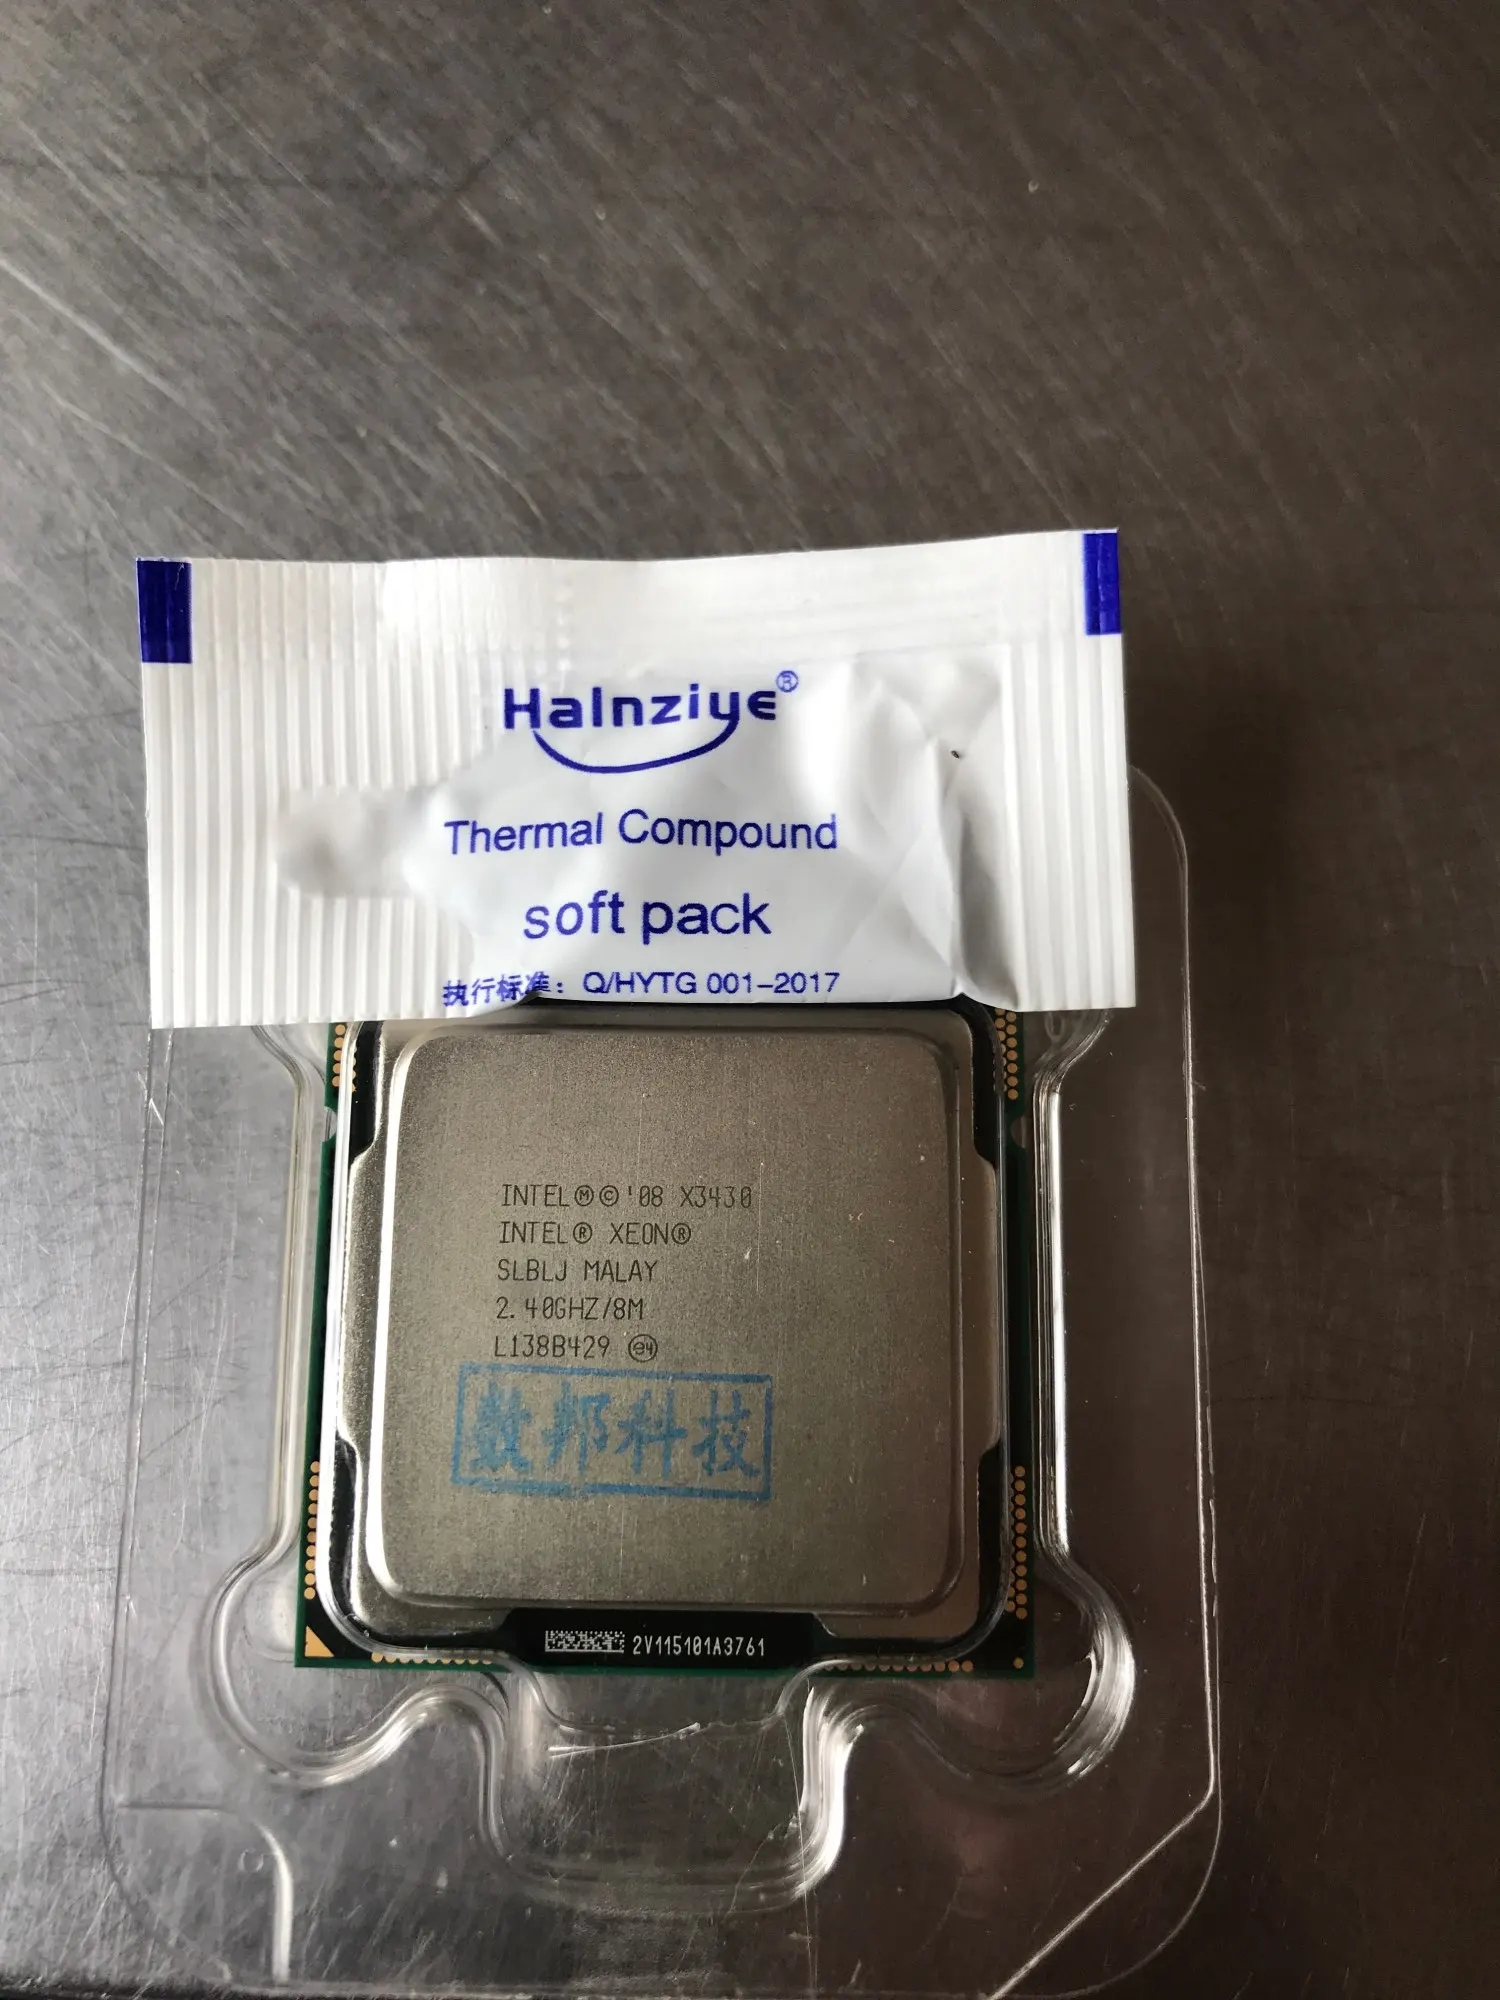 Halnziye®
Thermal Compound
soft pack
执行标准：Q/HYTG 001-2017
INTELⓂ©'08 X3430
INTEL® XEON®
SLBLJ MALAY
2.40GHZ/8M
L138B429 e4
数邦科技
2V115101A3761